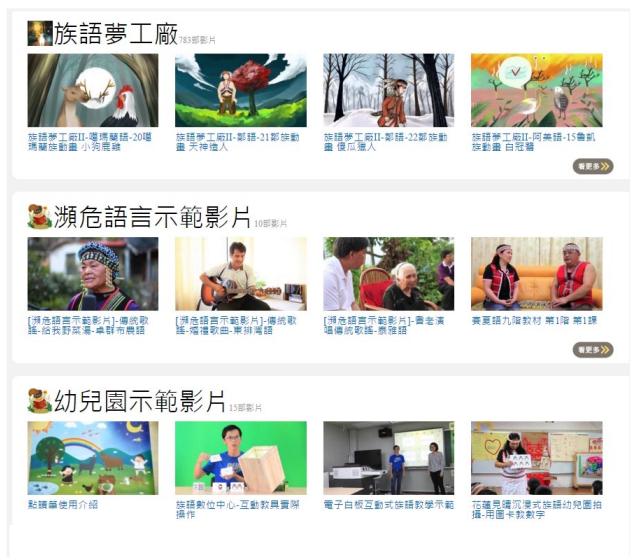 族語夢工廠783部影片
族語夢工廠II-噶瑪蘭語-20噶
瑪蘭族動畫 小狗鹿雞
族語夢工廠II-鄒語-21鄒族動
畫 天神造人
族語夢工廠II-鄒語-22鄒族動
畫 傻瓜獵人
族語夢工廠II-阿美語-15魯凱
族動畫 白冠鷺
看更多
瀕危語言示範影片10部影片
[瀕危語言示範影片]-傳統歌
謠-給我野菜湯-卓群布農語
[瀕危語言示範影片]-傳統歌
謠-婚禮歌曲-東排灣語
[瀕危語言示範影片]-耆老演
唱傳統歌謠-泰雅語
賽夏語九階教材 第1階 第1課
看更多
幼兒園示範影片15部影片
點讀筆使用介紹
族語數位中心-互動教具實際
操作
電子白板互動式族語教學示範
花蓮見晴沉浸式族語幼兒園拍
攝-用圖卡教數字